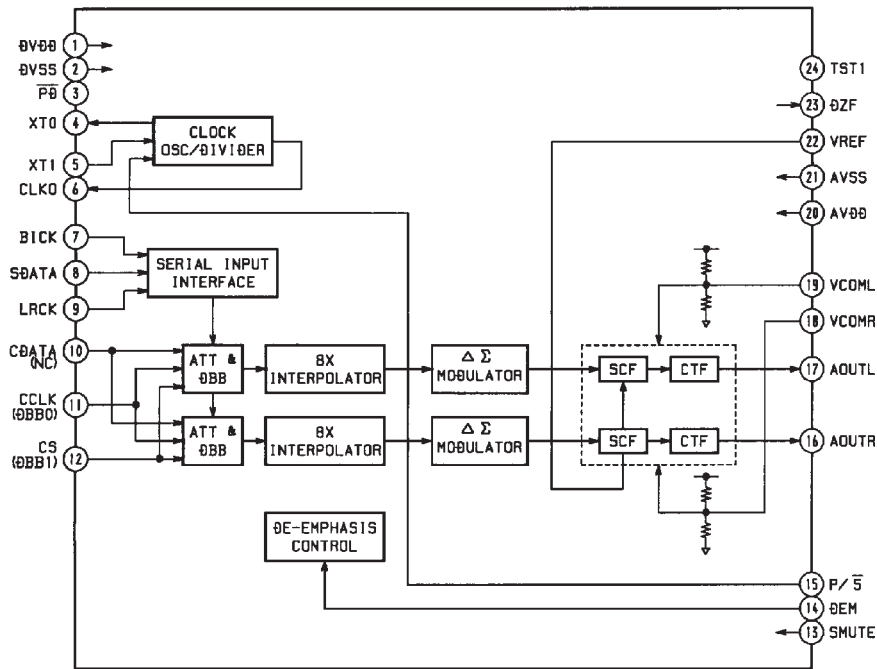 DVDD 1
DVSS 2
P̅D̅ 3
XTO 4
XTI 5
CLKO 6
BICK 7
SDATA 8
LRCK 9
CDATA 10
(NC)
CCLK 11
(DBB0)
CS 12
(DBB1)
CLOCK
OSC/DIVIDER
SERIAL INPUT
INTERFACE
ATT &
DBB
8X
INTERPOLATOR
ΔΣ
MODULATOR
SCF
CTF
ATT &
DBB
8X
INTERPOLATOR
ΔΣ
MODULATOR
SCF
CTF
DE-EMPHASIS
CONTROL
24 TST1
23 DZF
22 VREF
21 AVSS
20 AVDD
19 VCOML
18 VCOMR
17 AOUTL
16 AOUTR
15 P/S̅
14 DEM
13 SMUTE